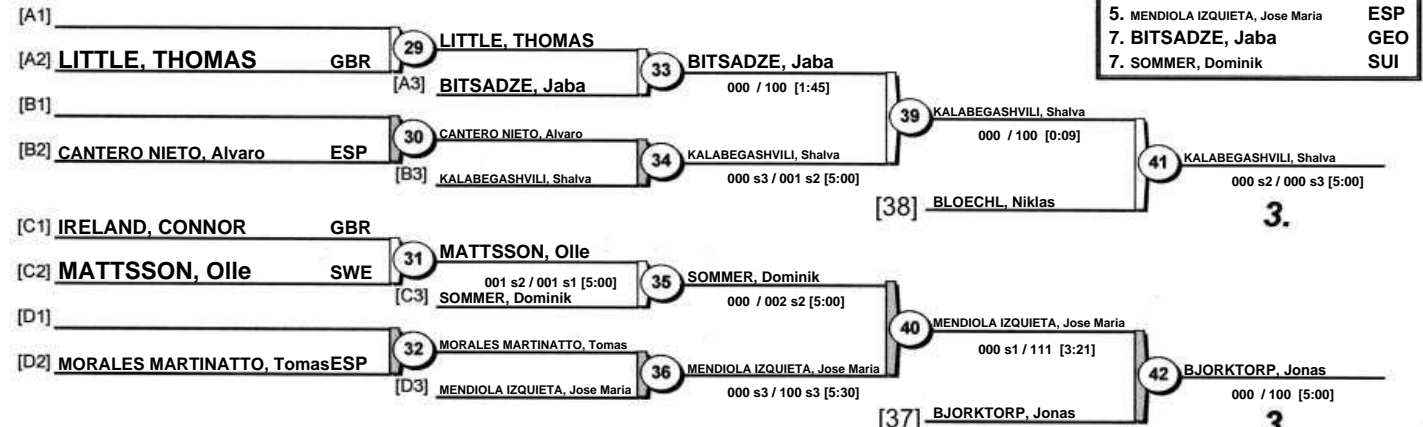 5. MENDIOLA IZQUIETA, Jose Maria ESP
7. BITSADZE, Jaba GEO
7. SOMMER, Dominik SUI
[A1]
[A2] LITTLE, THOMAS GBR
29
LITTLE, THOMAS
[A3] BITSADZE, Jaba
33
BITSADZE, Jaba
000 / 100 [1:45]
[B1]
[B2] CANTERO NIETO, Alvaro ESP
30
CANTERO NIETO, Alvaro
[B3] KALABEGASHVILI, Shalva
34
KALABEGASHVILI, Shalva
000 s3 / 001 s2 [5:00]
39
KALABEGASHVILI, Shalva
000 / 100 [0:09]
[38] BLOECHL, Niklas
41
KALABEGASHVILI, Shalva
000 s2 / 000 s3 [5:00]
3.
[C1] IRELAND, CONNOR GBR
[C2] MATTSSON, Olle SWE
31
MATTSSON, Olle
001 s2 / 001 s1 [5:00]
[C3] SOMMER, Dominik
35
SOMMER, Dominik
000 / 002 s2 [5:00]
[D1]
[D2] MORALES MARTINATTO, Tomas ESP
32
MORALES MARTINATTO, Tomas
[D3] MENDIOLA IZQUIETA, Jose Maria
36
MENDIOLA IZQUIETA, Jose Maria
000 s3 / 100 s3 [5:30]
40
MENDIOLA IZQUIETA, Jose Maria
000 s1 / 111 [3:21]
[37] BJORKTORP, Jonas
42
BJORKTORP, Jonas
000 / 100 [5:00]
3.